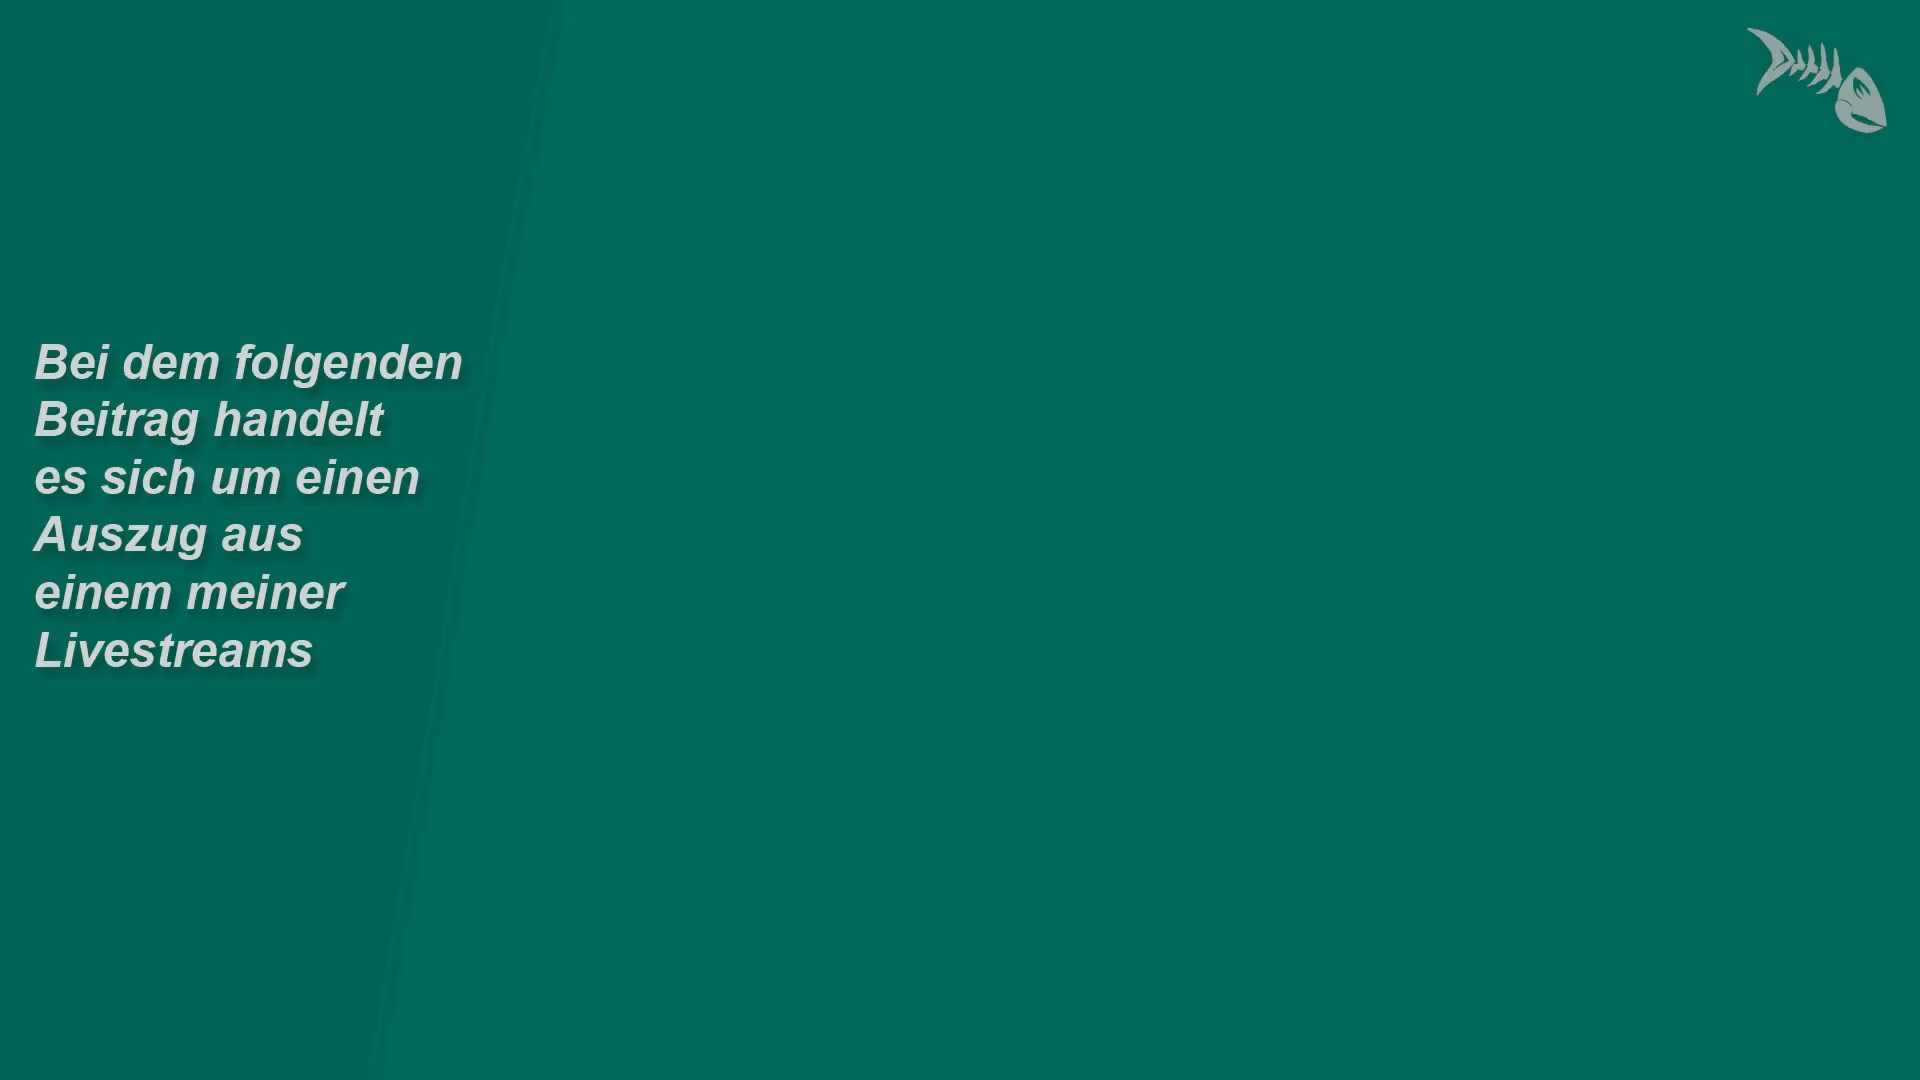 Bei dem folgenden
Beitrag handelt
es sich um einen
Auszug aus
einem meiner
Livestreams